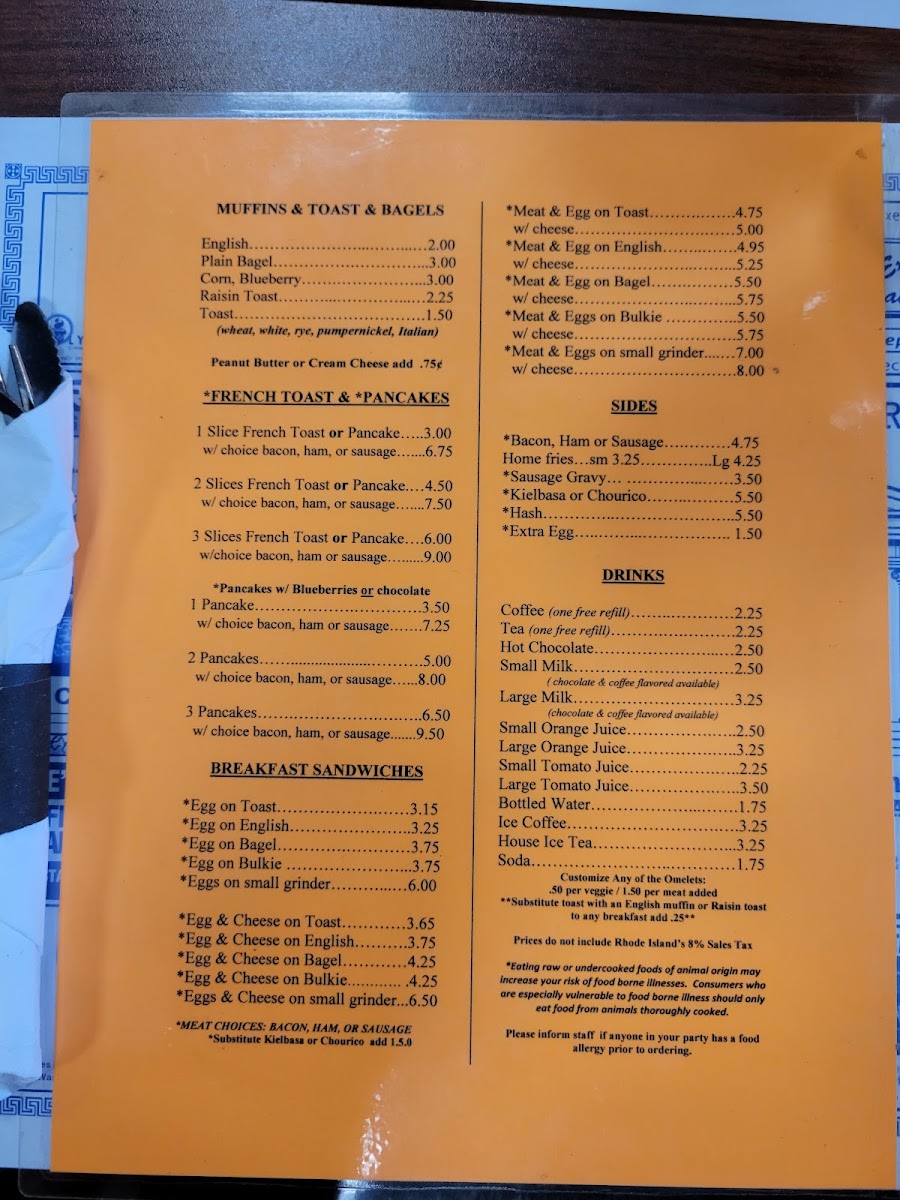 MUFFINS & TOAST & BAGELS
English..............................2.00
Plain Bagel..............................3.00
Corn, Blueberry..............................3.00
Raisin Toast..............................2.25
Toast..............................1.50
(wheat, white, rye, pumpernickel, Italian)
Peanut Butter or Cream Cheese add .75¢
*FRENCH TOAST & *PANCAKES
1 Slice French Toast or Pancake.....3.00
w/ choice bacon, ham, or sausage.......6.75
2 Slices French Toast or Pancake....4.50
w/ choice bacon, ham, or sausage.......7.50
3 Slices French Toast or Pancake....6.00
w/choice bacon, ham or sausage.........9.00
*Pancakes w/ Blueberries or chocolate
1 Pancake..............................3.50
w/ choice bacon, ham or sausage.......7.25
2 Pancakes..............................5.00
w/ choice bacon, ham, or sausage......8.00
3 Pancakes..............................6.50
w/ choice bacon, ham, or sausage.......9.50
BREAKFAST SANDWICHES
*Egg on Toast......................3.15
*Egg on English......................3.25
*Egg on Bagel......................3.75
*Egg on Bulkie ......................3.75
*Eggs on small grinder.............6.00
*Egg & Cheese on Toast............3.65
*Egg & Cheese on English.........3.75
*Egg & Cheese on Bagel............4.25
*Egg & Cheese on Bulkie........... .4.25
*Eggs & Cheese on small grinder...6.50
*MEAT CHOICES: BACON, HAM, OR SAUSAGE
*Substitute Kielbasa or Chourico add 1.5.0
*Meat & Egg on Toast................4.75
w/ cheese..............................5.00
*Meat & Egg on English..............4.95
w/ cheese..............................5.25
*Meat & Egg on Bagel................5.50
w/ cheese..............................5.75
*Meat & Eggs on Bulkie .............5.50
w/ cheese..............................5.75
*Meat & Eggs on small grinder.......7.00
w/ cheese..............................8.00
SIDES
*Bacon, Ham or Sausage................4.75
Home fries...sm 3.25.............Lg 4.25
*Sausage Gravy... ......................3.50
*Kielbasa or Chourico................5.50
*Hash..............................5.50
*Extra Egg.............................. 1.50
DRINKS
Coffee (one free refill)...................2.25
Tea (one free refill)......................2.25
Hot Chocolate..........................2.50
Small Milk..............................2.50
( chocolate & coffee flavored available)
Large Milk..............................3.25
(chocolate & coffee flavored available)
Small Orange Juice....................2.50
Large Orange Juice....................3.25
Small Tomato Juice....................2.25
Large Tomato Juice....................3.50
Bottled Water..........................1.75
Ice Coffee..............................3.25
House Ice Tea..........................3.25
Soda..............................1.75
Customize Any of the Omelets:
.50 per veggie / 1.50 per meat added
**Substitute toast with an English muffin or Raisin toast
to any breakfast add .25**
Prices do not include Rhode Island's 8% Sales Tax
*Eating raw or undercooked foods of animal origin may
increase your risk of food borne illnesses. Consumers who
are especially vulnerable to food borne illness should only
eat food from animals thoroughly cooked.
Please inform staff if anyone in your party has a food
allergy prior to ordering.